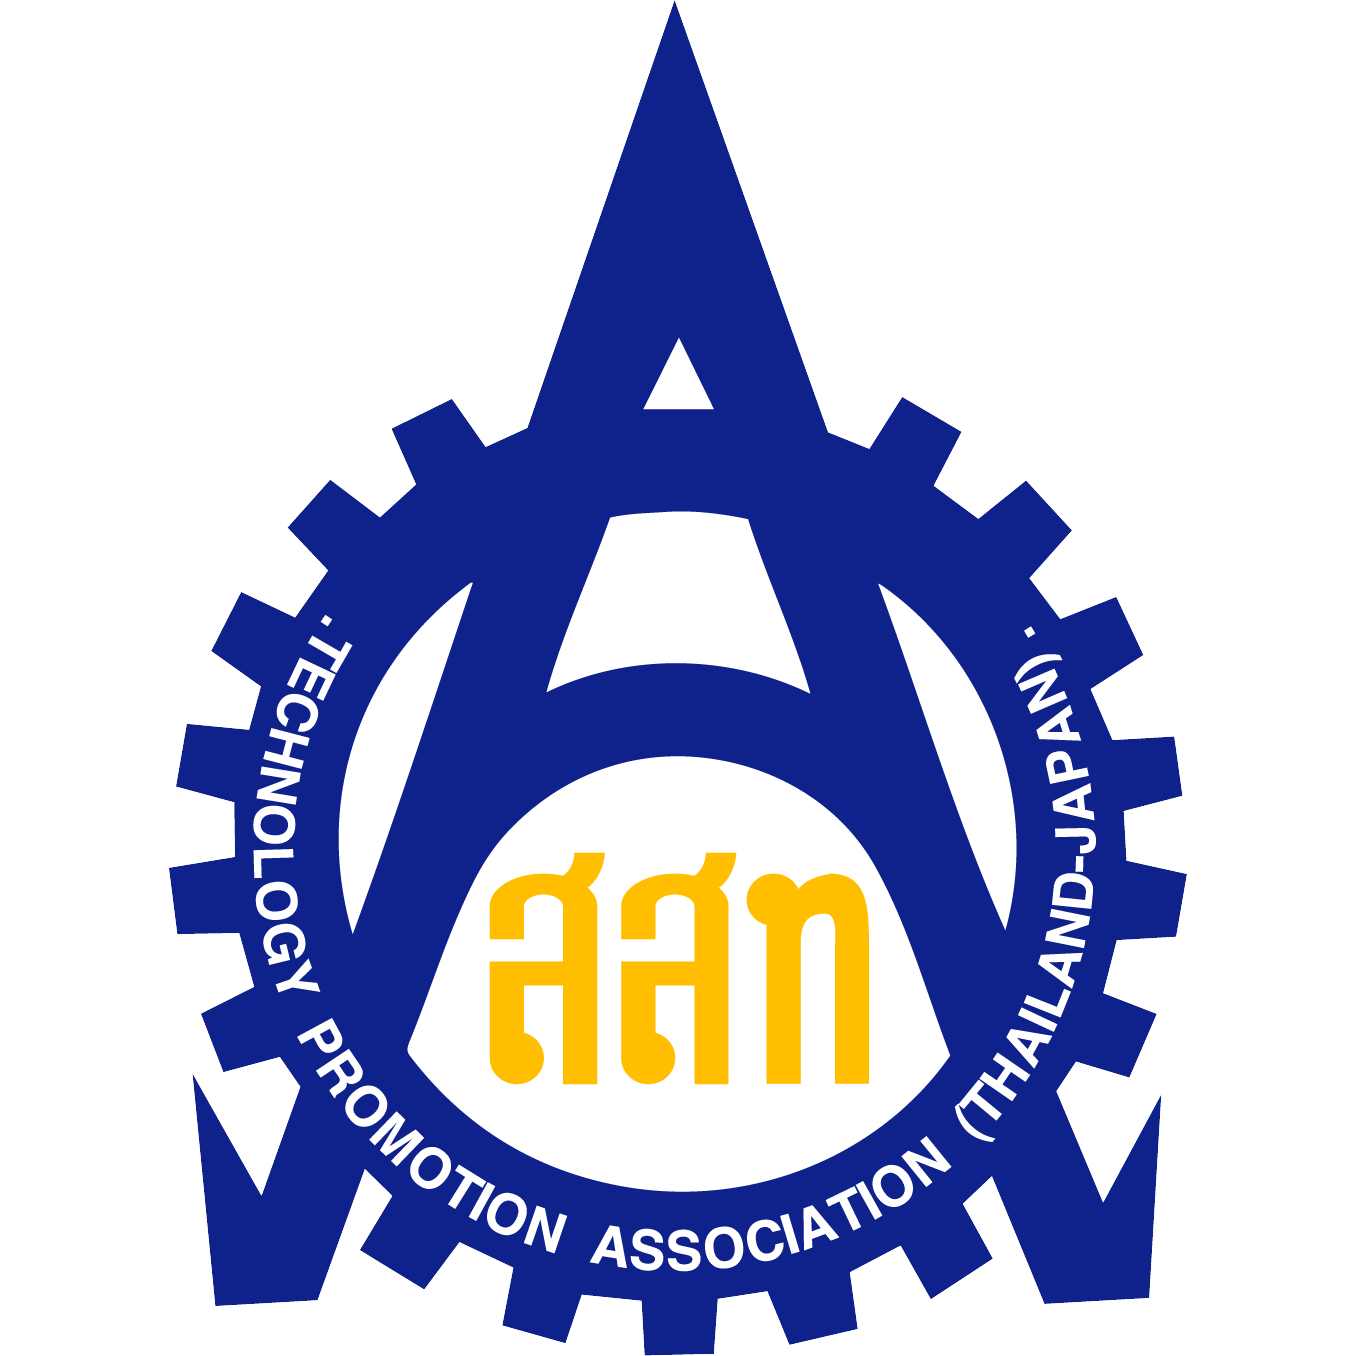 สสท
· TECHNOLOGY PROMOTION ASSOCIATION (THAILAND-JAPAN) ·